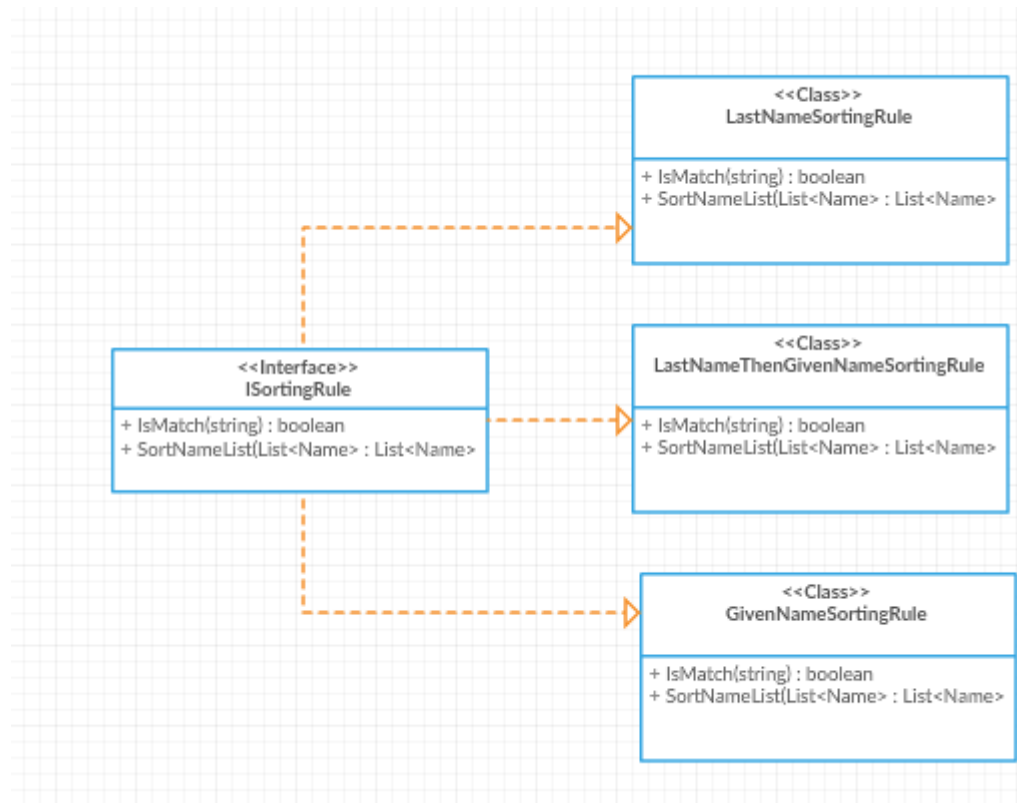 <<Class>>
LastNameSortingRule
+ IsMatch(string) : boolean
+ SortNameList(List<Name> : List<Name>
<<Interface>>
ISortingRule
+ IsMatch(string) : boolean
+ SortNameList(List<Name> : List<Name>
<<Class>>
LastNameThenGivenNameSortingRule
+ IsMatch(string) : boolean
+ SortNameList(List<Name> : List<Name>
<<Class>>
GivenNameSortingRule
+ IsMatch(string) : boolean
+ SortNameList(List<Name> : List<Name>